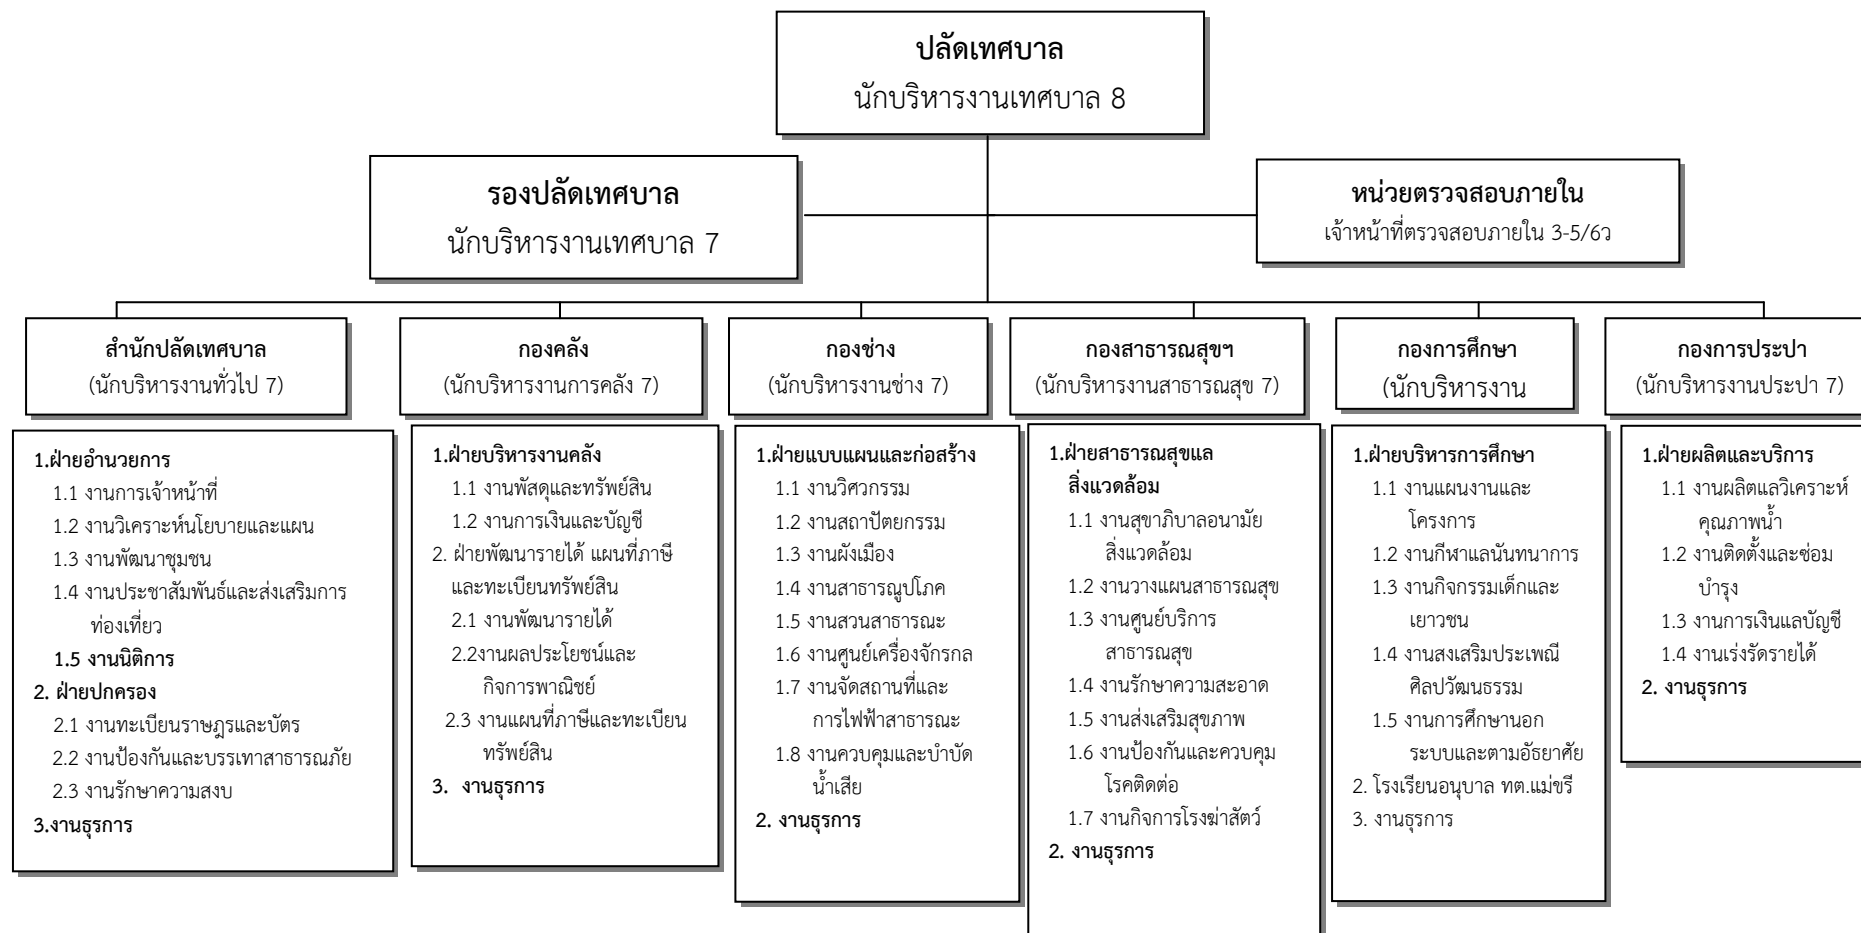 ปลัดเทศบาล
นักบริหารงานเทศบาล 8
รองปลัดเทศบาล
นักบริหารงานเทศบาล 7
หน่วยตรวจสอบภายใน
เจ้าหน้าที่ตรวจสอบภายใน 3-5/6ว
สำนักปลัดเทศบาล
(นักบริหารงานทั่วไป 7)
กองคลัง
(นักบริหารงานการคลัง 7)
กองช่าง
(นักบริหารงานช่าง 7)
กองสาธารณสุขฯ
(นักบริหารงานสาธารณสุข 7)
กองการศึกษา
(นักบริหารงาน
กองการประปา
(นักบริหารงานประปา 7)
1.ฝ่ายอำนวยการ
1.1 งานการเจ้าหน้าที่
1.2 งานวิเคราะห์นโยบายและแผน
1.3 งานพัฒนาชุมชน
1.4 งานประชาสัมพันธ์และส่งเสริมการ
ท่องเที่ยว
1.5 งานนิติการ
2. ฝ่ายปกครอง
2.1 งานทะเบียนราษฎรและบัตร
2.2 งานป้องกันและบรรเทาสาธารณภัย
2.3 งานรักษาความสงบ
3.งานธุรการ
1.ฝ่ายบริหารงานคลัง
1.1 งานพัสดุและทรัพย์สิน
1.2 งานการเงินและบัญชี
2. ฝ่ายพัฒนารายได้ แผนที่ภาษี
และทะเบียนทรัพย์สิน
2.1 งานพัฒนารายได้
2.2งานผลประโยชน์และ
กิจการพาณิชย์
2.3 งานแผนที่ภาษีและทะเบียน
ทรัพย์สิน
3. งานธุรการ
1.ฝ่ายแบบแผนและก่อสร้าง
1.1 งานวิศวกรรม
1.2 งานสถาปัตยกรรม
1.3 งานผังเมือง
1.4 งานสาธารณูปโภค
1.5 งานสวนสาธารณะ
1.6 งานศูนย์เครื่องจักรกล
1.7 งานจัดสถานที่และ
การไฟฟ้าสาธารณะ
1.8 งานควบคุมและบำบัด
น้ำเสีย
2. งานธุรการ
1.ฝ่ายสาธารณสุขแล
สิ่งแวดล้อม
1.1 งานสุขาภิบาลอนามัย
สิ่งแวดล้อม
1.2 งานวางแผนสาธารณสุข
1.3 งานศูนย์บริการ
สาธารณสุข
1.4 งานรักษาความสะอาด
1.5 งานส่งเสริมสุขภาพ
1.6 งานป้องกันและควบคุม
โรคติดต่อ
1.7 งานกิจการโรงฆ่าสัตว์
2. งานธุรการ
1.ฝ่ายบริหารการศึกษา
1.1 งานแผนงานและ
โครงการ
1.2 งานกีฬาแลนันทนาการ
1.3 งานกิจกรรมเด็กและ
เยาวชน
1.4 งานสงเสริมประเพณี
ศิลปวัฒนธรรม
1.5 งานการศึกษานอก
ระบบและตามอัธยาศัย
2. โรงเรียนอนุบาล ทต.แม่ขรี
3. งานธุรการ
1.ฝ่ายผลิตและบริการ
1.1 งานผลิตแลวิเคราะห์
คุณภาพน้ำ
1.2 งานติดตั้งและซ่อม
บำรุง
1.3 งานการเงินแลบัญชี
1.4 งานเร่งรัดรายได้
2. งานธุรการ